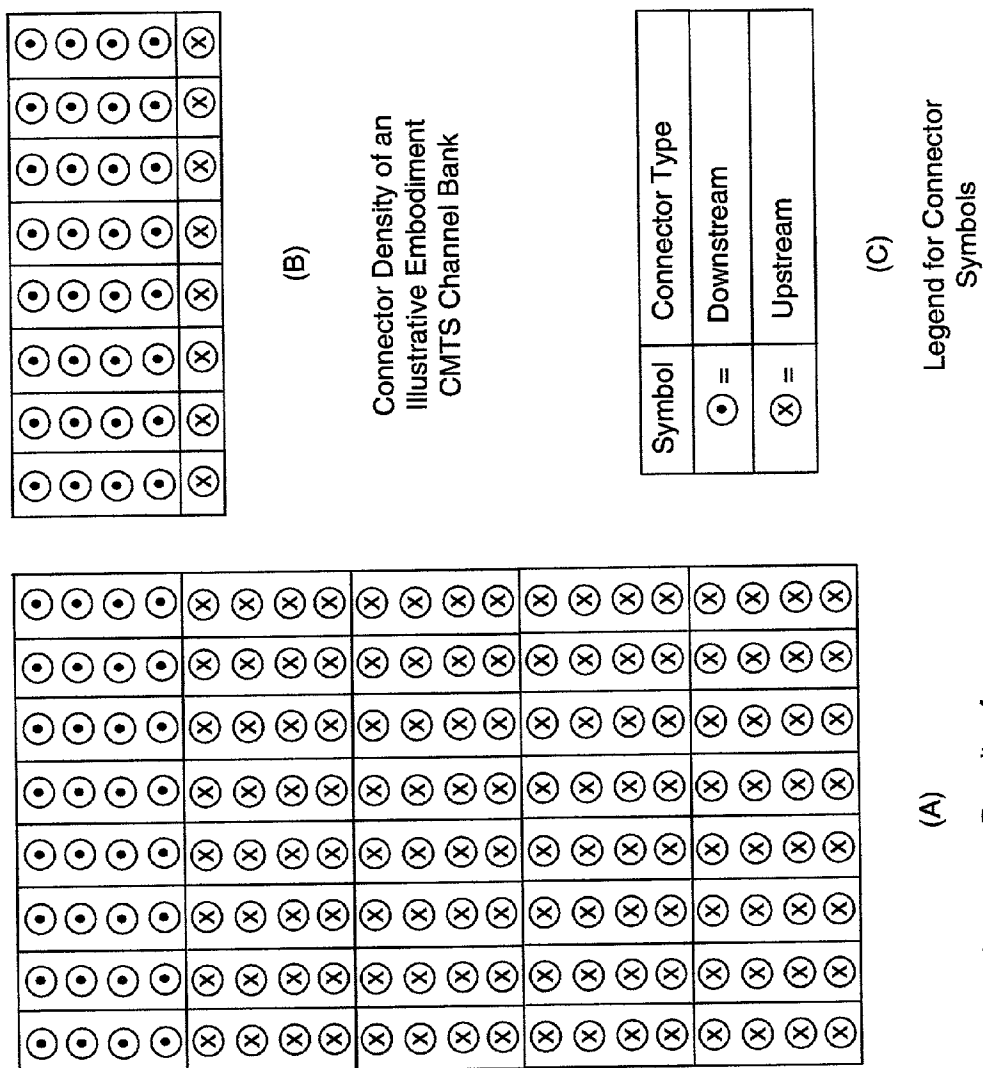 (B)
Connector Density of an
Illustrative Embodiment
CMTS Channel Bank
Symbol Connector Type
⊙ = Downstream
ⓧ = Upstream
(C)
Legend for Connector
Symbols
(A)